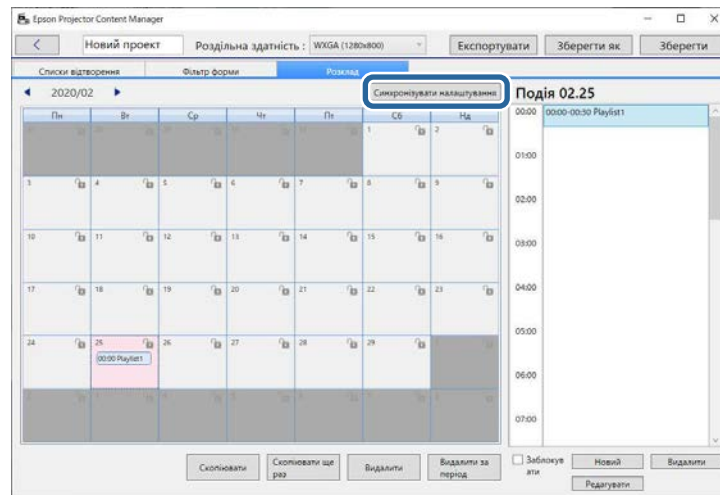 Epson Projector Content Manager
Новий проект
Роздільна здатність :
WXGA (1280x800)
Експортувати
Зберегти як
Зберегти
Списки відтворення
Фільтр форми
Розклад
2020/02
Синхронізувати налаштування
Подія 02.25
Пн Вт Ср Чт Пт Сб Нд
1 2
3 4 5 6 7 8 9
10 11 12 13 14 15 16
17 18 19 20 21 22 23
24 25 26 27 28 29
00:00 Playlist1
00:00 00:00-00:30 Playlist1
01:00
02:00
03:00
04:00
05:00
06:00
07:00
Скопіювати
Скопіювати ще
раз
Видалити
Видалити за
період
Заблокув
ати
Новий
Видалити
Редагувати